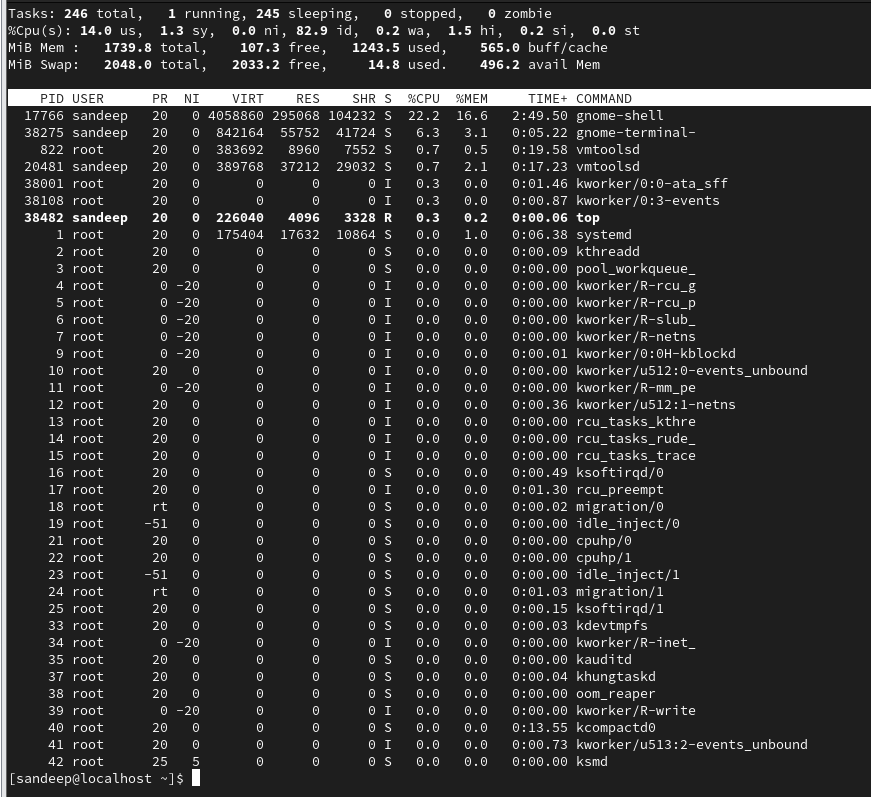 Tasks: 246 total,   1 running, 245 sleeping,   0 stopped,   0 zombie
%Cpu(s): 14.0 us,  1.3 sy,  0.0 ni, 82.9 id,  0.2 wa,  1.5 hi,  0.2 si,  0.0 st
MiB Mem :   1739.8 total,    107.3 free,   1243.5 used,    565.0 buff/cache
MiB Swap:   2048.0 total,   2033.2 free,     14.8 used.    496.2 avail Mem
    PID USER      PR  NI    VIRT    RES    SHR S  %CPU  %MEM     TIME+ COMMAND
  17766 sandeep   20   0 4058860 295068 104232 S  22.2  16.6   2:49.50 gnome-shell
  38275 sandeep   20   0  842164  55752  41724 S   6.3   3.1   0:05.22 gnome-terminal-
    822 root      20   0  383692   8960   7552 S   0.7   0.5   0:19.58 vmtoolsd
  20481 sandeep   20   0  389768  37212  29032 S   0.7   2.1   0:17.23 vmtoolsd
  38001 root      20   0       0      0      0 I   0.3   0.0   0:01.46 kworker/0:0-ata_sff
  38108 root      20   0       0      0      0 I   0.3   0.0   0:00.87 kworker/0:3-events
  38482 sandeep   20   0  226040   4096   3328 R   0.3   0.2   0:00.06 top
      1 root      20   0  175404  17632  10864 S   0.0   1.0   0:06.38 systemd
      2 root      20   0       0      0      0 S   0.0   0.0   0:00.09 kthreadd
      3 root      20   0       0      0      0 S   0.0   0.0   0:00.00 pool_workqueue_
      4 root       0 -20       0      0      0 I   0.0   0.0   0:00.00 kworker/R-rcu_g
      5 root       0 -20       0      0      0 I   0.0   0.0   0:00.00 kworker/R-rcu_p
      6 root       0 -20       0      0      0 I   0.0   0.0   0:00.00 kworker/R-slub_
      7 root       0 -20       0      0      0 I   0.0   0.0   0:00.00 kworker/R-netns
      9 root       0 -20       0      0      0 I   0.0   0.0   0:00.01 kworker/0:0H-kblockd
     10 root      20   0       0      0      0 I   0.0   0.0   0:00.00 kworker/u512:0-events_unbound
     11 root       0 -20       0      0      0 I   0.0   0.0   0:00.00 kworker/R-mm_pe
     12 root      20   0       0      0      0 I   0.0   0.0   0:00.36 kworker/u512:1-netns
     13 root      20   0       0      0      0 I   0.0   0.0   0:00.00 rcu_tasks_kthre
     14 root      20   0       0      0      0 I   0.0   0.0   0:00.00 rcu_tasks_rude_
     15 root      20   0       0      0      0 I   0.0   0.0   0:00.00 rcu_tasks_trace
     16 root      20   0       0      0      0 S   0.0   0.0   0:00.49 ksoftirqd/0
     17 root      20   0       0      0      0 I   0.0   0.0   0:01.30 rcu_preempt
     18 root      rt   0       0      0      0 S   0.0   0.0   0:00.02 migration/0
     19 root     -51   0       0      0      0 S   0.0   0.0   0:00.00 idle_inject/0
     21 root      20   0       0      0      0 S   0.0   0.0   0:00.00 cpuhp/0
     22 root      20   0       0      0      0 S   0.0   0.0   0:00.00 cpuhp/1
     23 root     -51   0       0      0      0 S   0.0   0.0   0:00.00 idle_inject/1
     24 root      rt   0       0      0      0 S   0.0   0.0   0:01.03 migration/1
     25 root      20   0       0      0      0 S   0.0   0.0   0:00.15 ksoftirqd/1
     33 root      20   0       0      0      0 S   0.0   0.0   0:00.03 kdevtmpfs
     34 root       0 -20       0      0      0 I   0.0   0.0   0:00.00 kworker/R-inet_
     35 root      20   0       0      0      0 S   0.0   0.0   0:00.00 kauditd
     37 root      20   0       0      0      0 S   0.0   0.0   0:00.04 khungtaskd
     38 root      20   0       0      0      0 S   0.0   0.0   0:00.00 oom_reaper
     39 root       0 -20       0      0      0 I   0.0   0.0   0:00.00 kworker/R-write
     40 root      20   0       0      0      0 S   0.0   0.0   0:13.55 kcompactd0
     41 root      20   0       0      0      0 I   0.0   0.0   0:00.73 kworker/u513:2-events_unbound
     42 root      25   5       0      0      0 S   0.0   0.0   0:00.00 ksmd
[sandeep@localhost ~]$